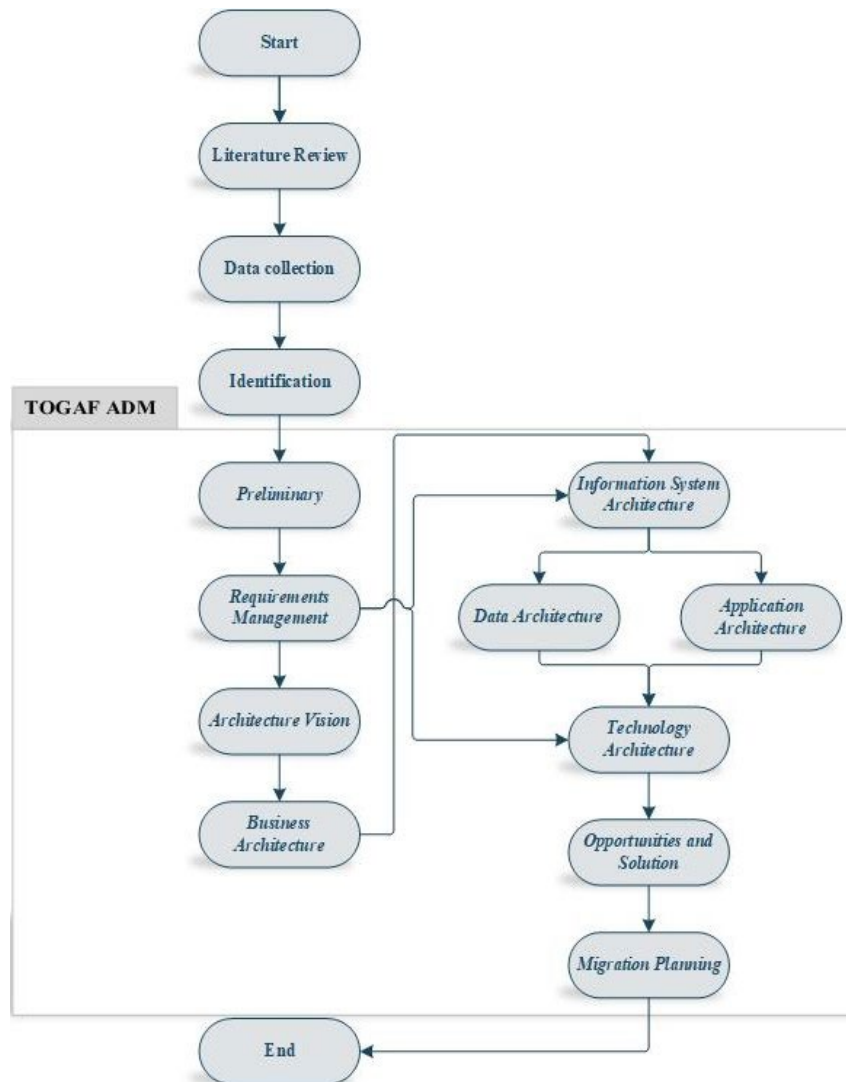 Start
Literature Review
Data collection
Identification
TOGAF ADM
Preliminary
Requirements
Management
Architecture Vision
Business
Architecture
Information System
Architecture
Data Architecture
Application
Architecture
Technology
Architecture
Opportunities and
Solution
Migration Planning
End